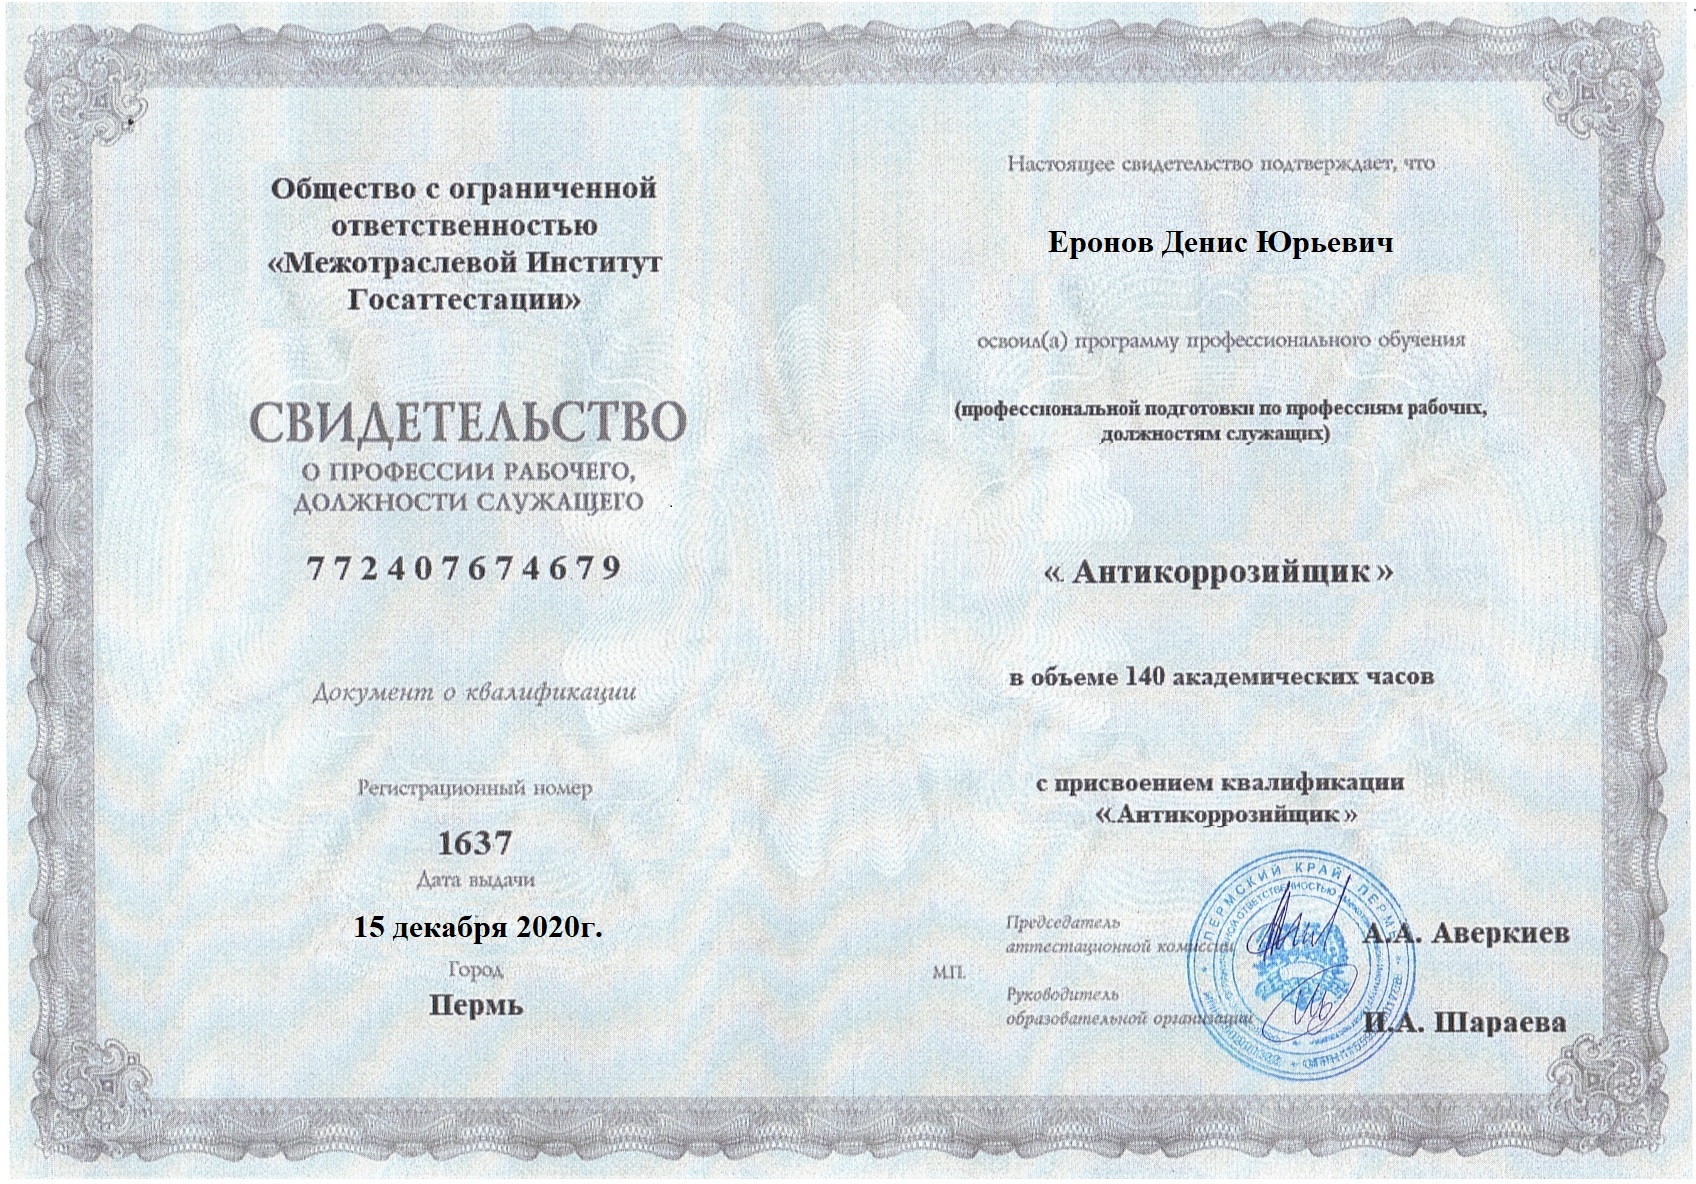 Общество с ограниченной
ответственностью
«Межотраслевой Институт
Госаттестации»
СВИДЕТЕЛЬСТВО
О ПРОФЕССИИ РАБОЧЕГО,
ДОЛЖНОСТИ СЛУЖАЩЕГО
772407674679
Документ о квалификации
Регистрационный номер
1637
Дата выдачи
15 декабря 2020г.
Город
Пермь
Настоящее свидетельство подтверждает, что
Еронов Денис Юрьевич
освоил(а) программу профессионального обучения
(профессиональной подготовки по профессиям рабочих,
должностям служащих)
« Антикоррозийщик »
в объеме 140 академических часов
с присвоением квалификации
« Антикоррозийщик »
Председатель
аттестационной комиссии
А.А. Аверкиев
М.П.
Руководитель
образовательной организации
И.А. Шараева
ПЕРМСКИЙ КРАЙ